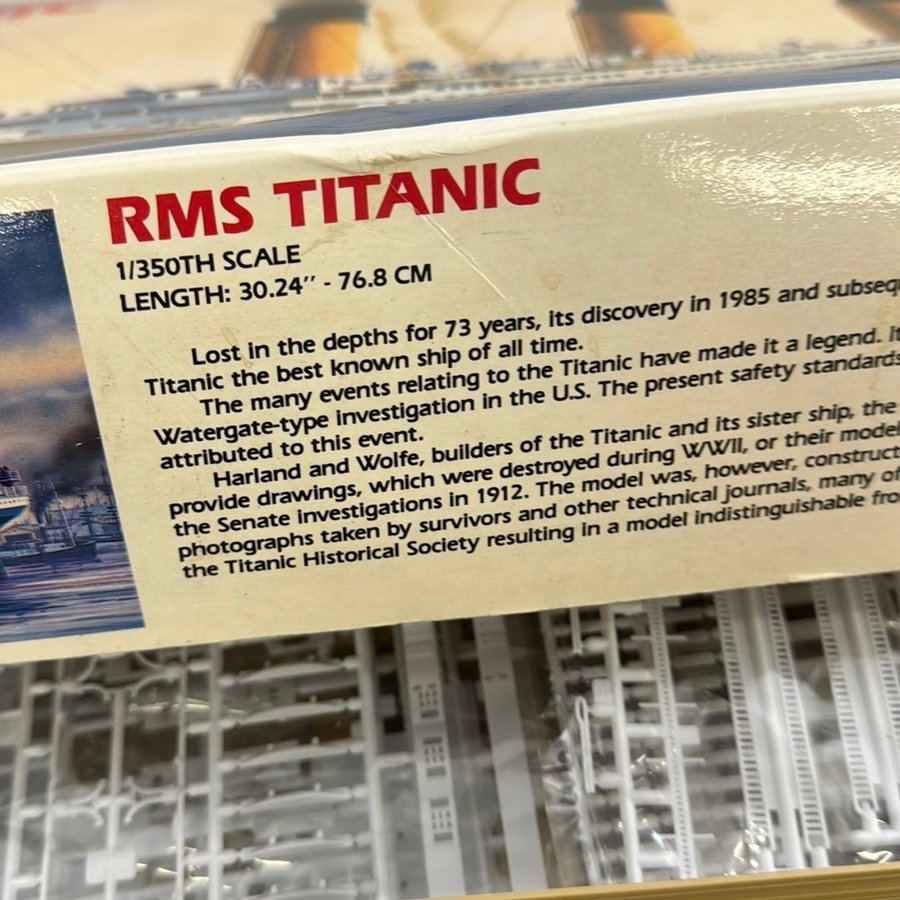 RMS TITANIC
1/350TH SCALE
LENGTH: 30.24'' - 76.8 CM
Lost in the depths for 73 years, its discovery in 1985 and
Titanic the best known ship of all time.
The many events relating to the Titanic have made it a legend.
Watergate-type investigation in the U.S. The present safety standards
attributed to this event.
Harland and Wolfe, builders of the Titanic and its sister ship, the
provide drawings, which were destroyed during WWII, or their
the Senate investigations in 1912. The model was, however,
photographs taken by survivors and other technical journals, many of
the Titanic Historical Society resulting in a model indistinguishable